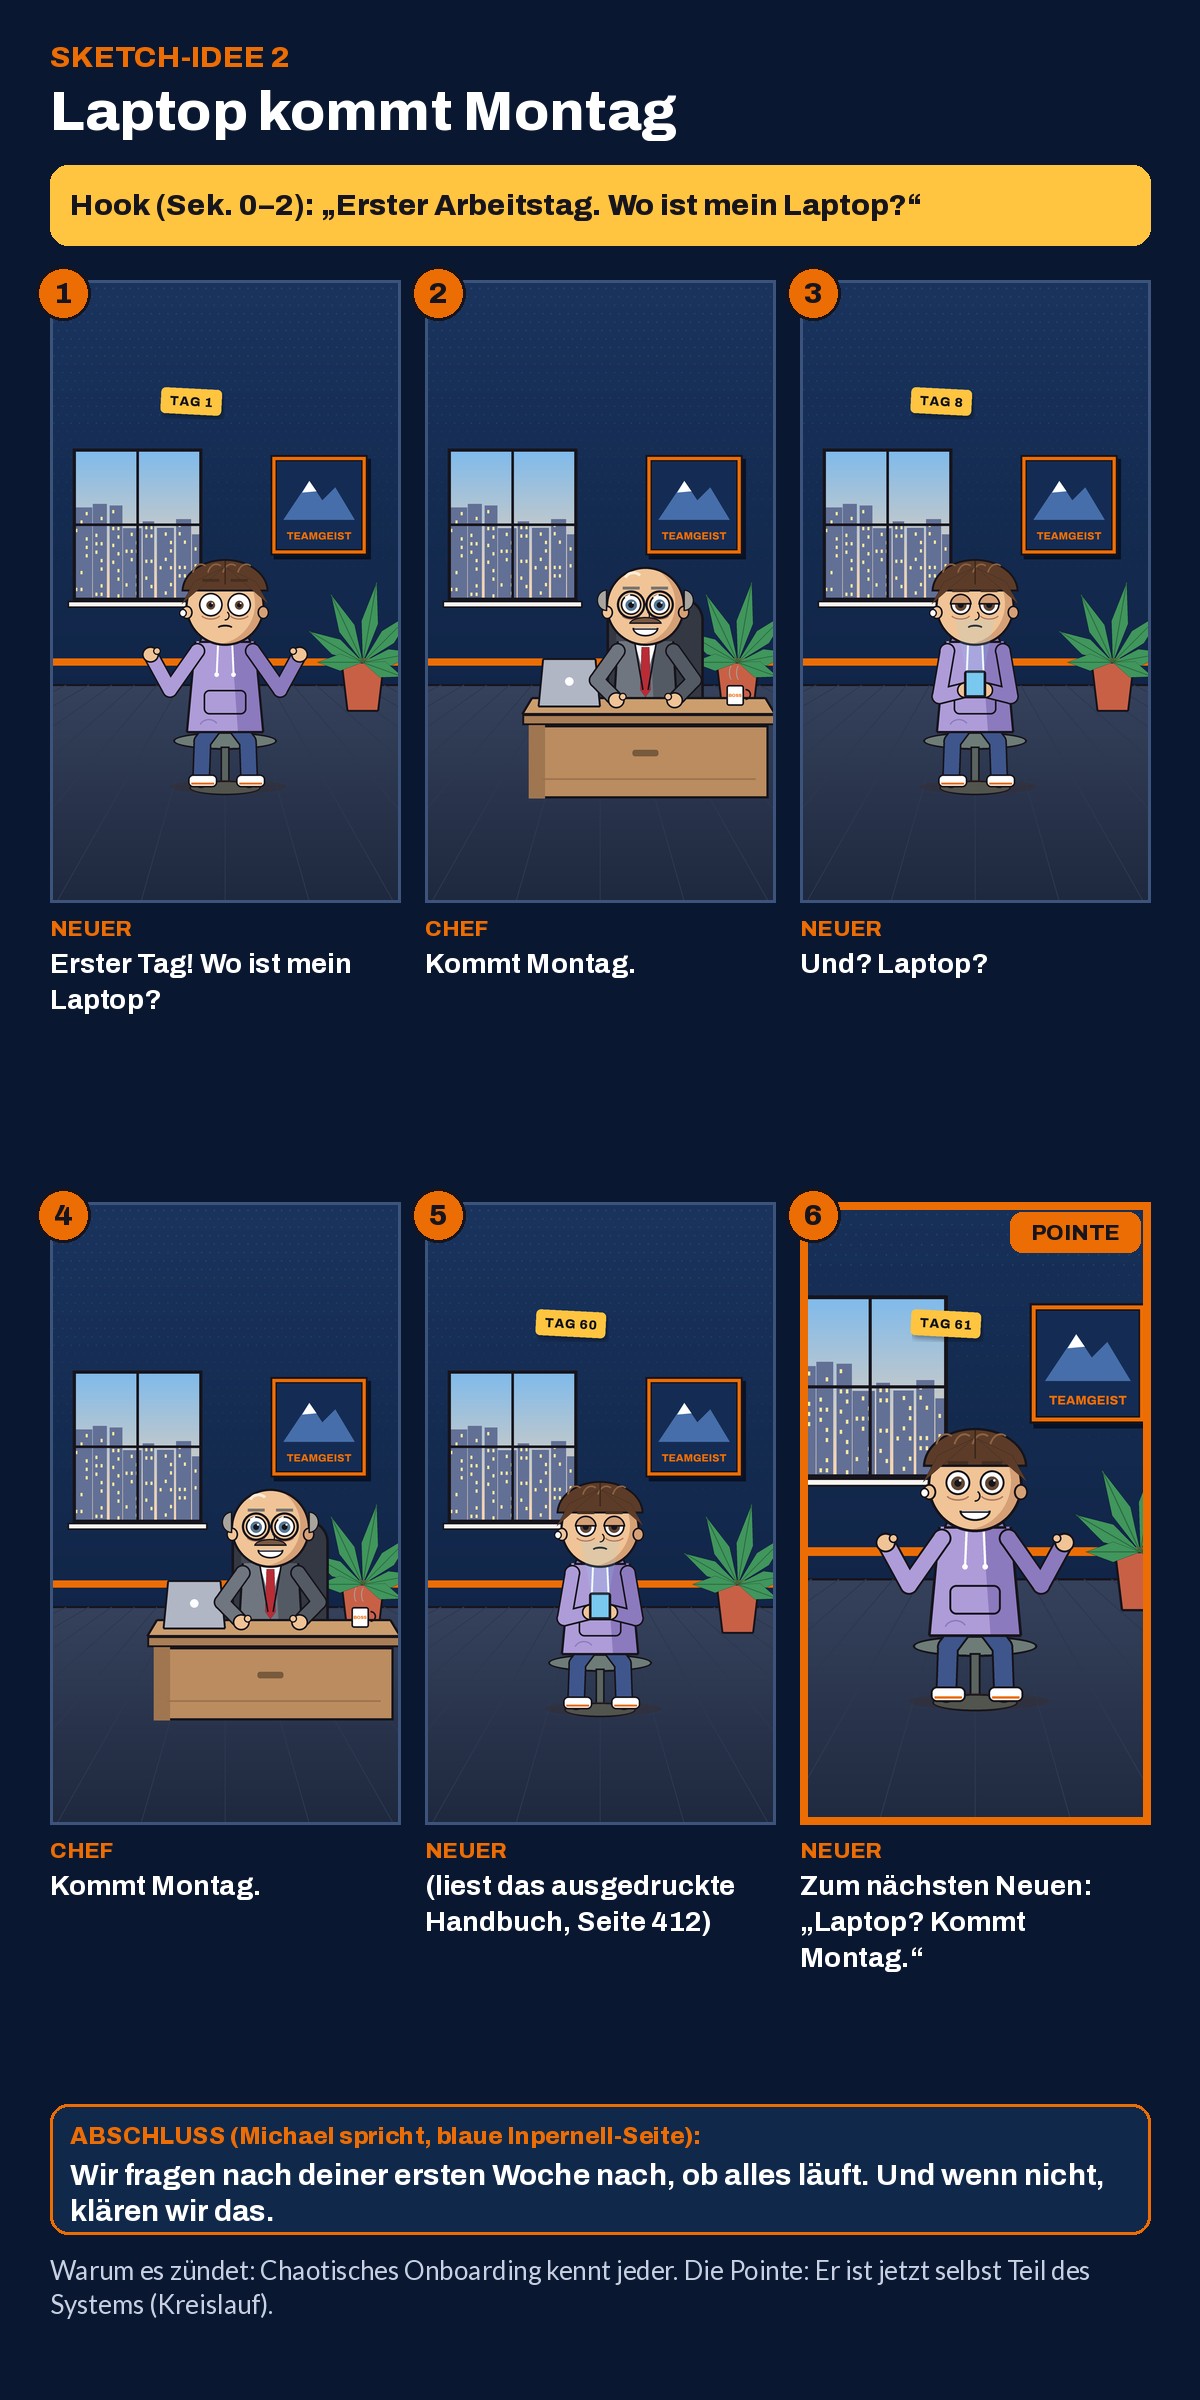 SKETCH-IDEE 2
Laptop kommt Montag
Hook (Sek. 0–2): „Erster Arbeitstag. Wo ist mein Laptop?“
1
TAG 1
TEAMGEIST
NEUER
Erster Tag! Wo ist mein
Laptop?
2
TEAMGEIST
BOSS
CHEF
Kommt Montag.
3
TAG 8
TEAMGEIST
NEUER
Und? Laptop?
4
TEAMGEIST
BOSS
CHEF
Kommt Montag.
5
TAG 60
TEAMGEIST
NEUER
(liest das ausgedruckte
Handbuch, Seite 412)
6
POINTE
TAG 61
TEAMGEIST
NEUER
Zum nächsten Neuen:
„Laptop? Kommt
Montag.“
ABSCHLUSS (Michael spricht, blaue Inpernell-Seite):
Wir fragen nach deiner ersten Woche nach, ob alles läuft. Und wenn nicht,
klären wir das.
Warum es zündet: Chaotisches Onboarding kennt jeder. Die Pointe: Er ist jetzt selbst Teil des
Systems (Kreislauf).